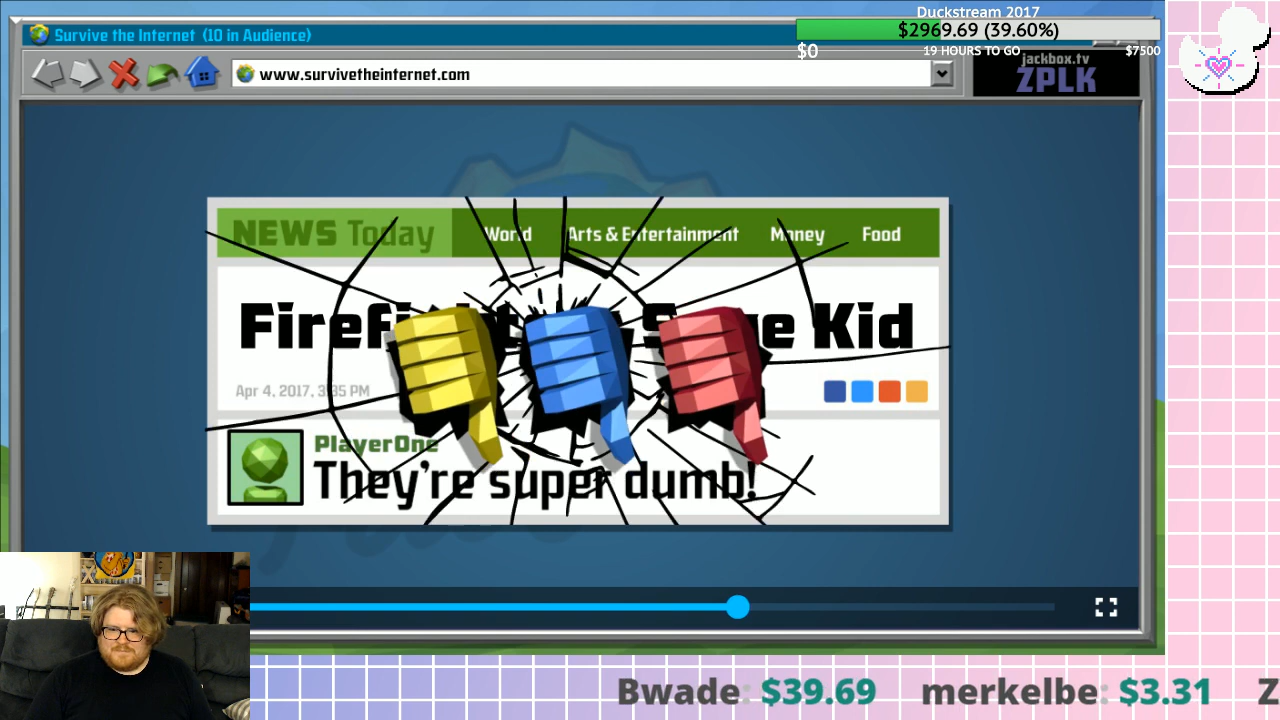 Duckstream 2017
Survive the Internet (10 in Audience)
$2969.69 (39.60%)
$0 19 HOURS TO GO $7500
www.survivetheinternet.com
jackbox.tv
ZPLK
NEWS Today World Arts & Entertainment Money Food
Kid
Apr 4, 2017, 3:35 PM
PlayerOne
They're super dumb!
Bwade: $39.69 merkelbe: $3.31 Z